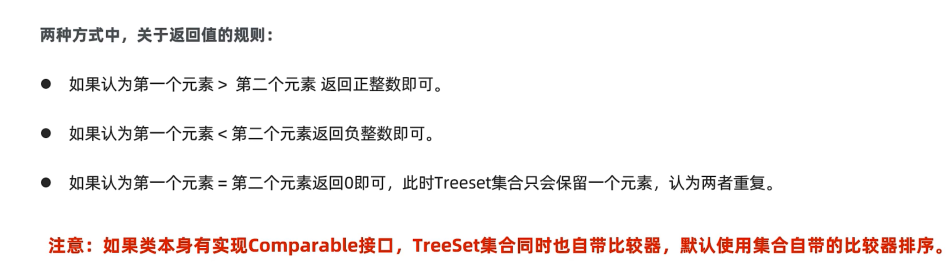 两种方式中，关于返回值的规则：
● 如果认为第一个元素 > 第二个元素 返回正整数即可。
● 如果认为第一个元素 < 第二个元素返回负整数即可。
● 如果认为第一个元素 = 第二个元素返回0即可，此时Treeset集合只会保留一个元素，认为两者重复。
注意：如果类本身有实现Comparable接口，TreeSet集合同时也自带比较器，默认使用集合自带的比较器排序。